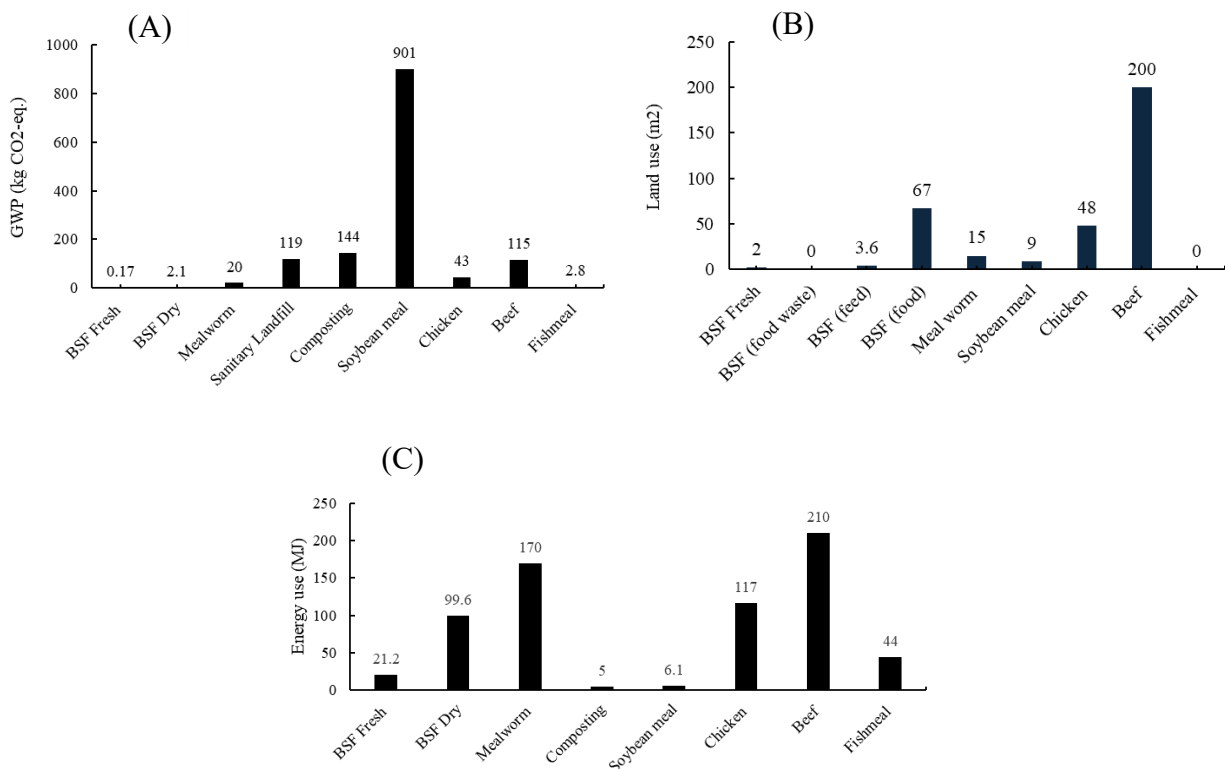 (A)
GWP (kg CO2-eq.)
1000
800
600
400
200
0
0.17
2.1
20
119
144
901
43
115
2.8
BSF Fresh
BSF Dry
Mealworm
Sanitary Landfill
Composting
Soybean meal
Chicken
Beef
Fishmeal
(B)
Land use (m2)
250
200
150
100
50
0
2
0
3.6
67
15
9
48
200
0
BSF Fresh
BSF (food waste)
BSF (feed)
BSF (food)
Meal worm
Soybean meal
Chicken
Beef
Fishmeal
(C)
Energy use (MJ)
250
200
150
100
50
0
21.2
99.6
170
5
6.1
117
210
44
BSF Fresh
BSF Dry
Mealworm
Composting
Soybean meal
Chicken
Beef
Fishmeal